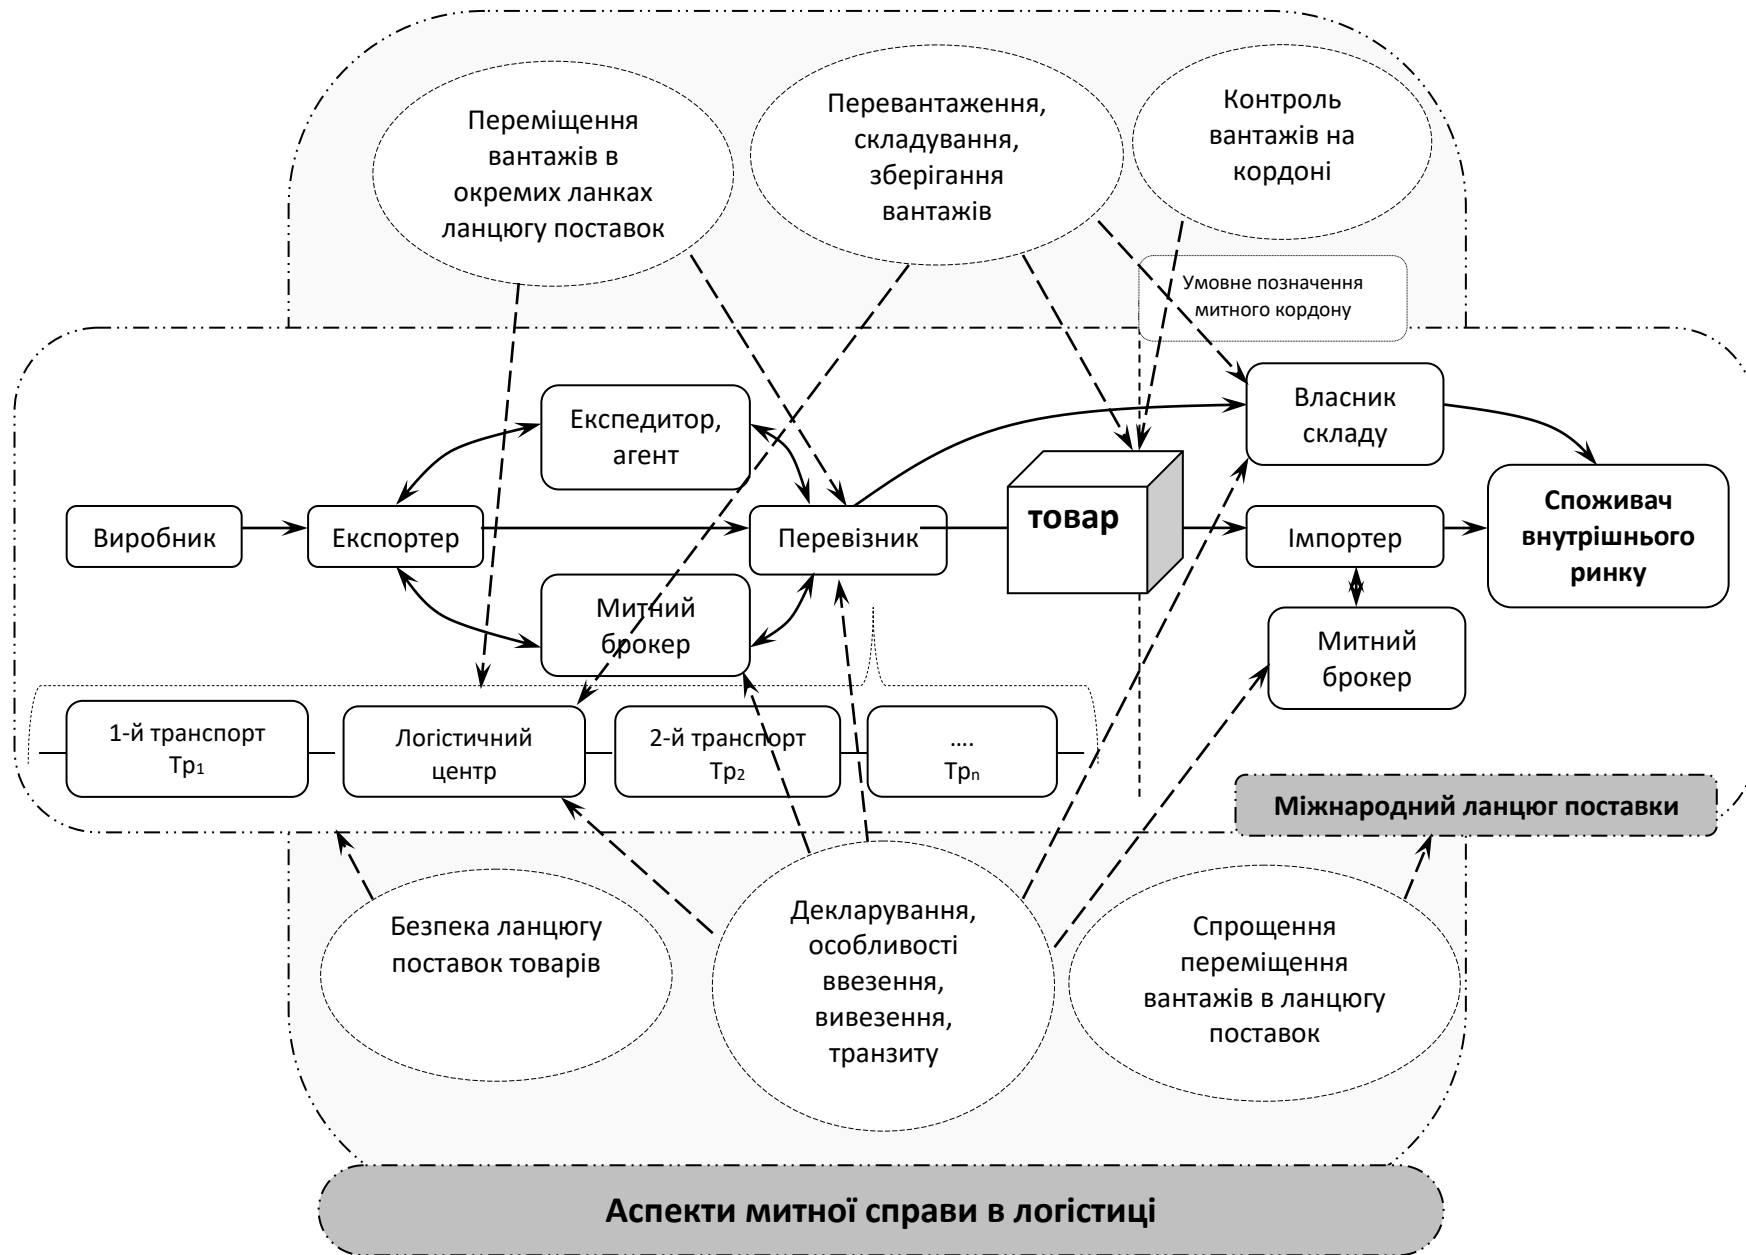 Переміщення
вантажів в
окремих ланках
ланцюгу поставок
Перевантаження,
складування,
зберігання
вантажів
Контроль
вантажів на
кордоні
Умовне позначення
митного кордону
Експедитор,
агент
Власник
складу
Виробник
Експортер
Перевізник
товар
Імпортер
Споживач
внутрішнього
ринку
Митний
брокер
Митний
брокер
1-й транспорт
Тр1
Логістичний
центр
2-й транспорт
Тр2
....
Трn
Міжнародний ланцюг поставки
Безпека ланцюгу
поставок товарів
Декларування,
особливості
ввезення,
вивезення,
транзиту
Спрощення
переміщення
вантажів в ланцюгу
поставок
Аспекти митної справи в логістиці